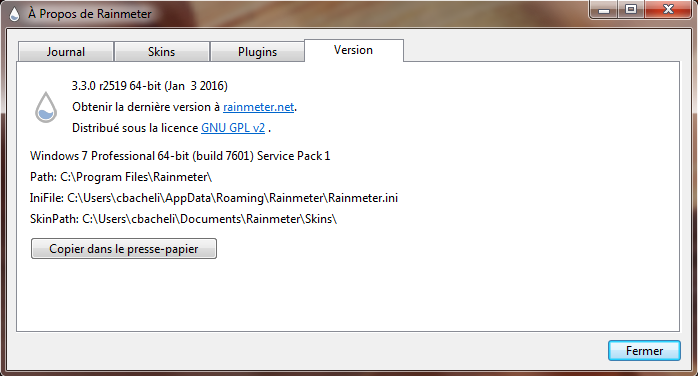 À Propos de Rainmeter
Journal
Skins
Plugins
Version
3.3.0 r2519 64-bit (Jan  3 2016)
Obtenir la dernière version à rainmeter.net.
Distribué sous la licence GNU GPL v2 .
Windows 7 Professional 64-bit (build 7601) Service Pack 1
Path: C:\Program Files\Rainmeter\
IniFile: C:\Users\cbacheli\AppData\Roaming\Rainmeter\Rainmeter.ini
SkinPath: C:\Users\cbacheli\Documents\Rainmeter\Skins\
Copier dans le presse-papier
Fermer